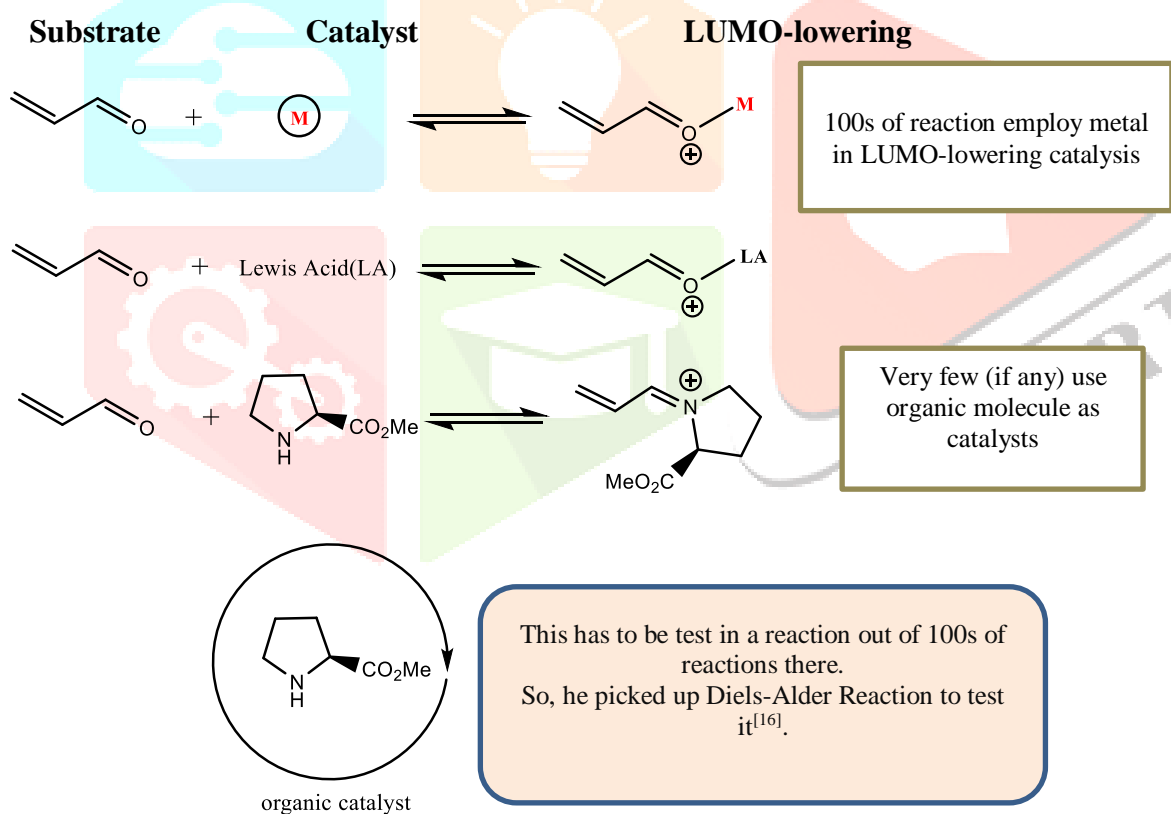 Substrate Catalyst LUMO-lowering
O + M O M
⊕
100s of reaction employ metal
in LUMO-lowering catalysis
O + Lewis Acid(LA) O LA
⊕
O + N
H CO2Me ⊕
N
MeO2C
Very few (if any) use
organic molecule as
catalysts
N
H
CO2Me
organic catalyst
This has to be test in a reaction out of 100s of
reactions there.
So, he picked up Diels-Alder Reaction to test
it[16].